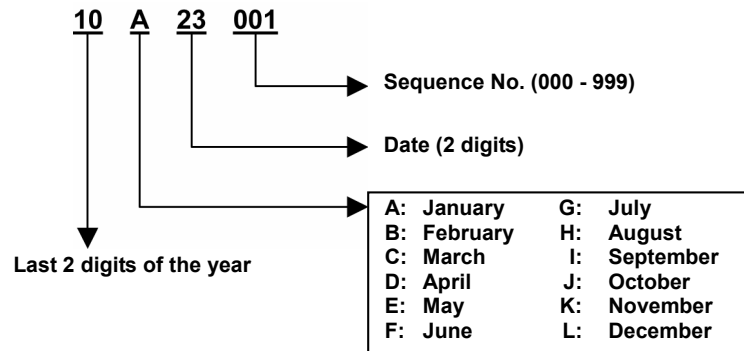 10 A 23 001
Sequence No. (000 - 999)
Date (2 digits)
A: January G: July
B: February H: August
C: March I: September
D: April J: October
E: May K: November
F: June L: December
Last 2 digits of the year